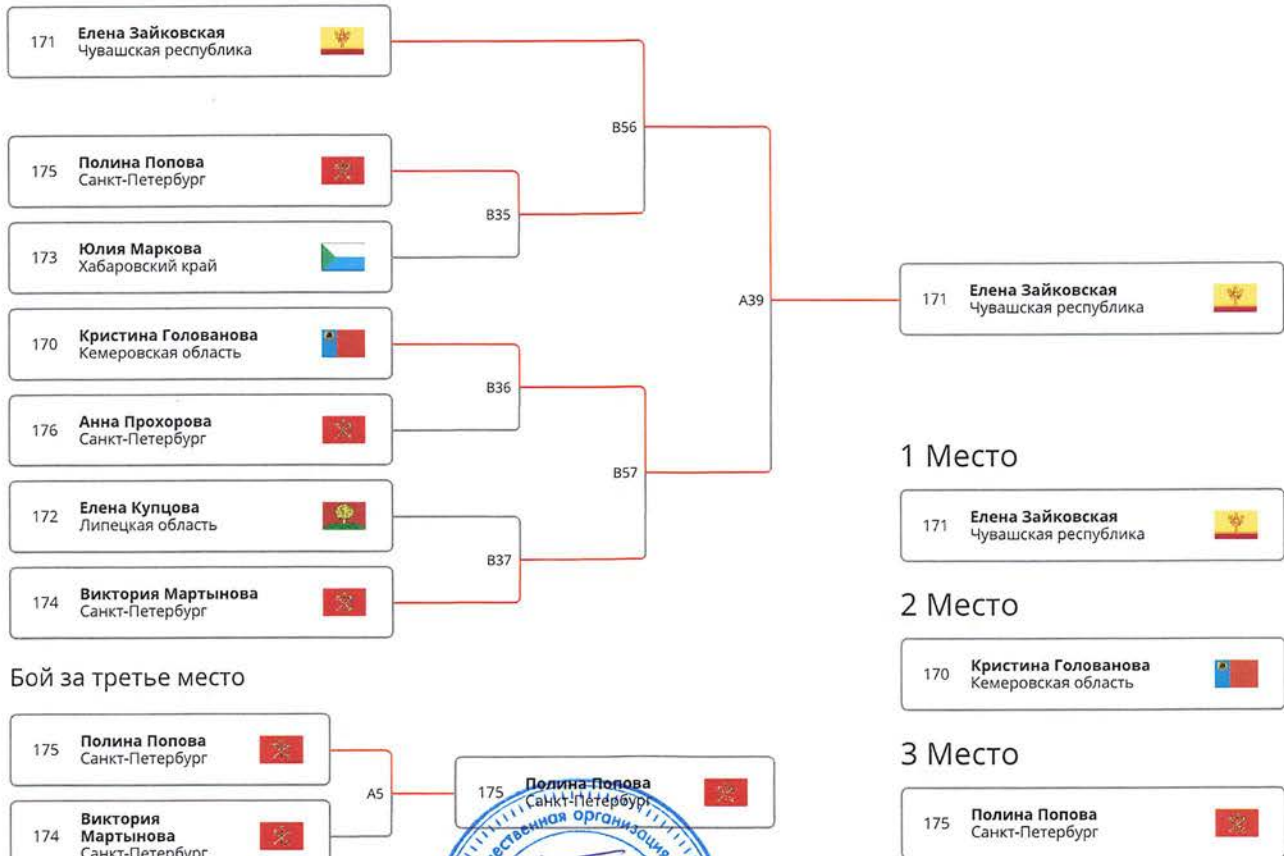 171 Елена Зайковская
Чувашская республика
B56
175 Полина Попова
Санкт-Петербург
B35
173 Юлия Маркова
Хабаровский край
A39
171 Елена Зайковская
Чувашская республика
170 Кристина Голованова
Кемеровская область
B36
176 Анна Прохорова
Санкт-Петербург
B57
172 Елена Купцова
Липецкая область
B37
174 Виктория Мартынова
Санкт-Петербург
1 Место
171 Елена Зайковская
Чувашская республика
2 Место
170 Кристина Голованова
Кемеровская область
3 Место
175 Полина Попова
Санкт-Петербург
Бой за третье место
175 Полина Попова
Санкт-Петербург
A5
174 Виктория
Мартынова
Санкт-Петербург
175 Полина Попова
Санкт-Петербург
организация